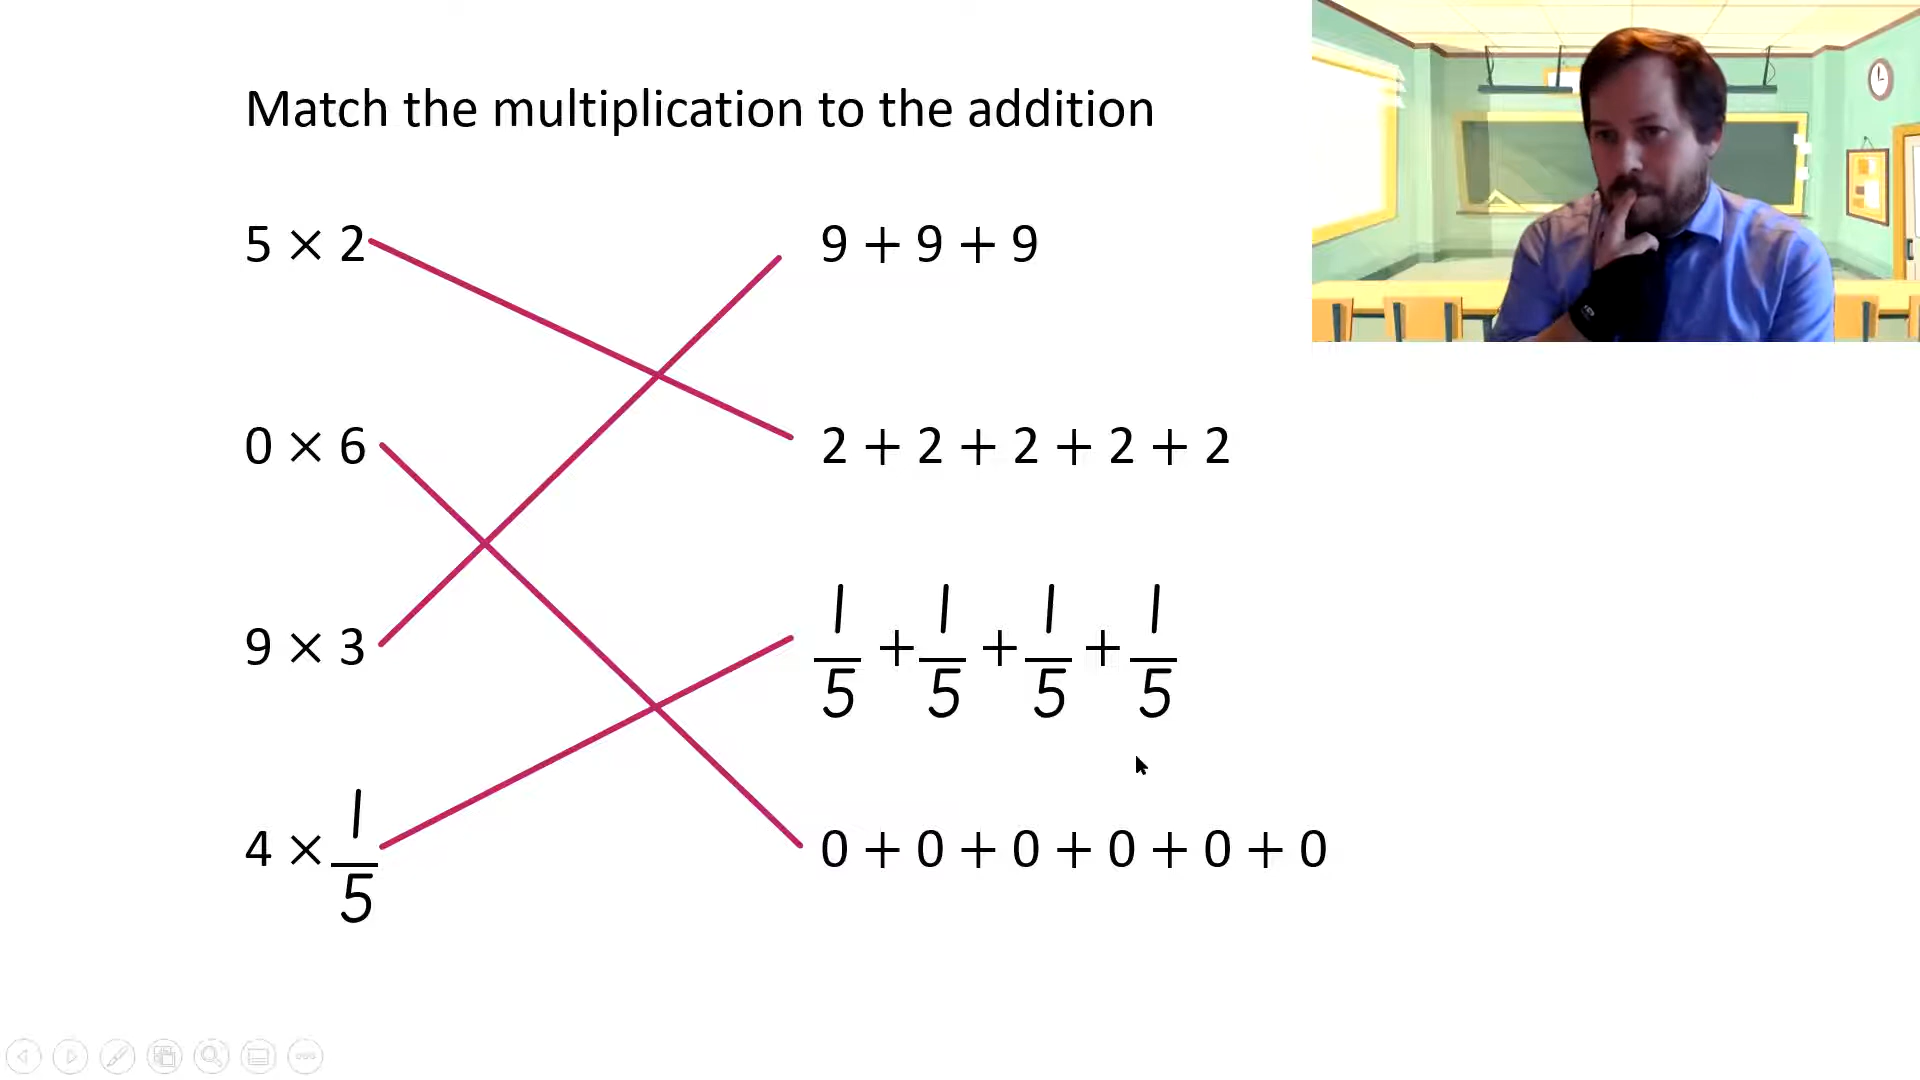 Match the multiplication to the addition
5 × 2
9 + 9 + 9
0 × 6
2 + 2 + 2 + 2 + 2
9 × 3
1/5 + 1/5 + 1/5 + 1/5
4 × 1/5
0 + 0 + 0 + 0 + 0 + 0